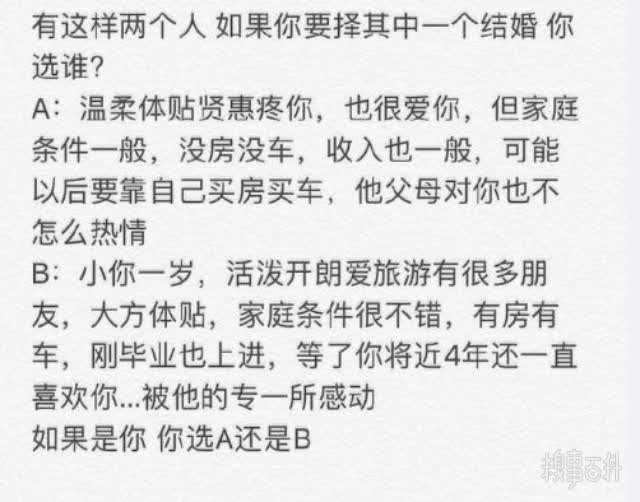 有这样两个人 如果你要择其中一个结婚 你
选谁?
A：温柔体贴贤惠疼你，也很爱你，但家庭
条件一般，没房没车，收入也一般，可能
以后要靠自己买房买车，他父母对你也不
怎么热情
B：小你一岁，活泼开朗爱旅游有很多朋
友，大方体贴，家庭条件很不错，有房有
车，刚毕业也上进，等了你将近4年还一直
喜欢你...被他的专一所感动
如果是你 你选A还是B
糗事百科